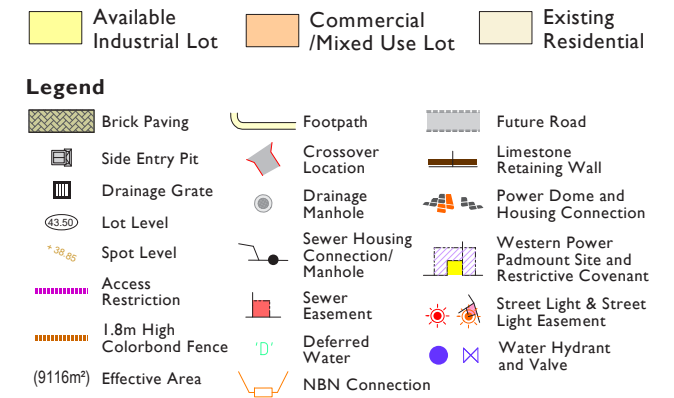 Available
Industrial Lot
Commercial
/Mixed Use Lot
Existing
Residential
Legend
Brick Paving
Side Entry Pit
Drainage Grate
43.50
Lot Level
+ 38.85
Spot Level
Access
Restriction
1.8m High
Colorbond Fence
(9116m²)
Effective Area
Footpath
Crossover
Location
Drainage
Manhole
Sewer Housing
Connection/
Manhole
Sewer
Easement
'D'
Deferred
Water
NBN Connection
Future Road
Limestone
Retaining Wall
Power Dome and
Housing Connection
Western Power
Padmount Site and
Restrictive Covenant
Street Light & Street
Light Easement
Water Hydrant
and Valve